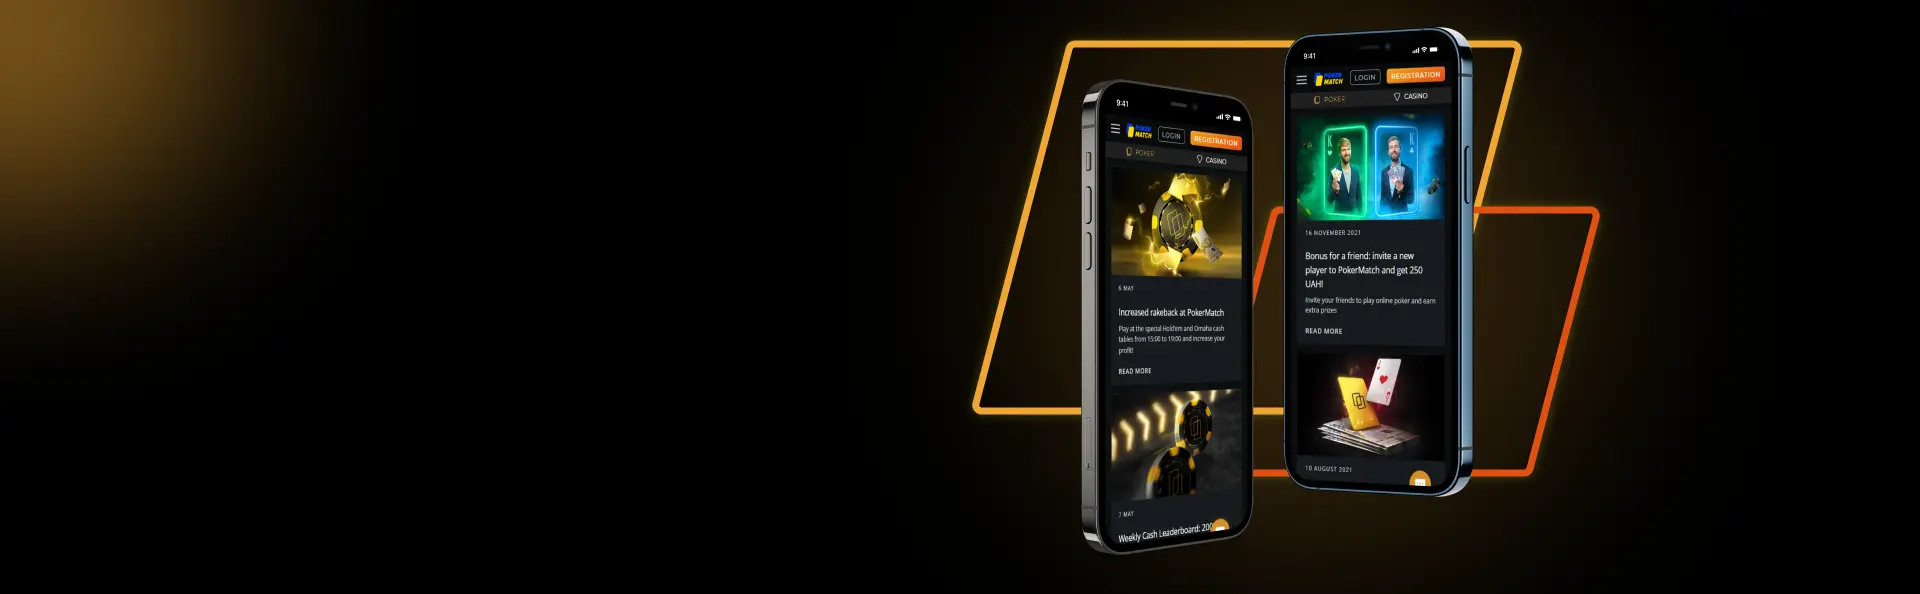 9:41
POKER
MATCH
LOGIN
REGISTRATION
POKER
CASINO
6 MAY
Increased rakeback at PokerMatch
Play at the special Hold'em and Omaha cash
tables from 15:00 to 19:00 and increase your
profit!
READ MORE
7 MAY
Weekly Cash Leaderboard: 200
9:41
POKER
MATCH
LOGIN
REGISTRATION
POKER
CASINO
K
K
16 NOVEMBER 2021
Bonus for a friend: invite a new
player to PokerMatch and get 250
UAH!
Invite your friends to play online poker and earn
extra prizes
READ MORE
10 AUGUST 2021